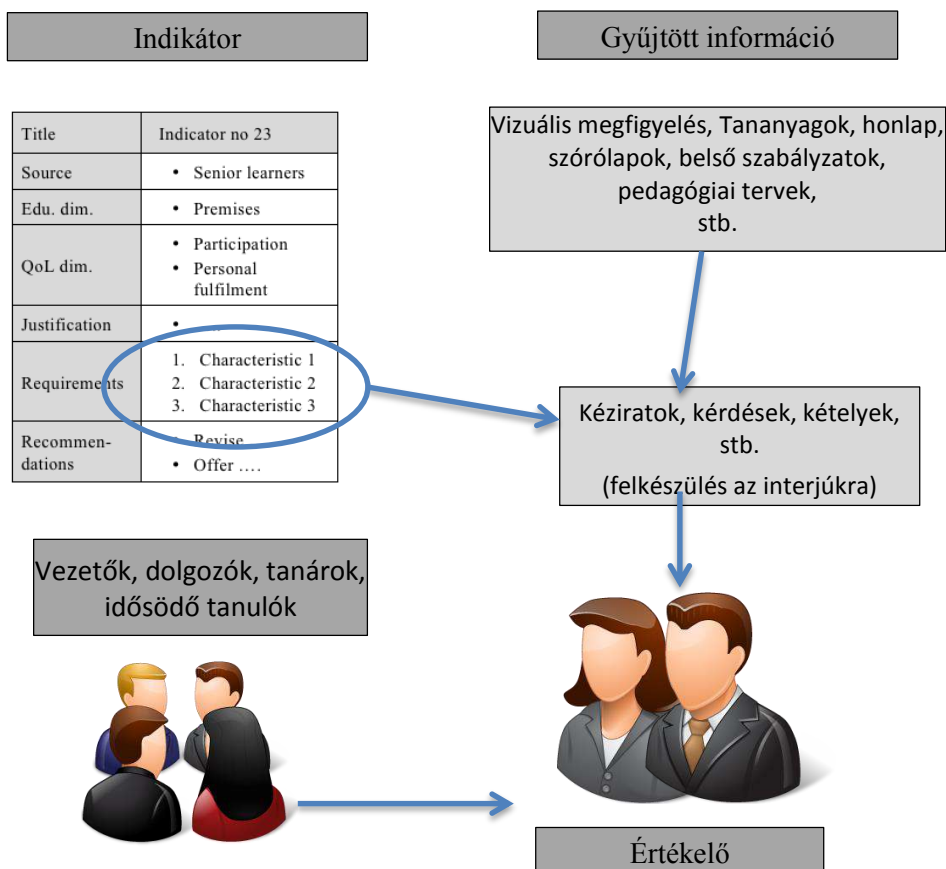 Indikátor
Gyűjtött információ
Title Indicator no 23
Source • Senior learners
Edu. dim. • Premises
QoL dim. • Participation
• Personal
fulfilment
Justification •
Requirements 1. Characteristic 1
2. Characteristic 2
3. Characteristic 3
Recommen-
dations • Revise
• Offer ....
Vizuális megfigyelés, Tananyagok, honlap,
szórólapok, belső szabályzatok,
pedagógiai tervek,
stb.
Kéziratok, kérdések, kételyek,
stb.
(felkészülés az interjúkra)
Vezetők, dolgozók, tanárok,
idősödő tanulók
Értékelő